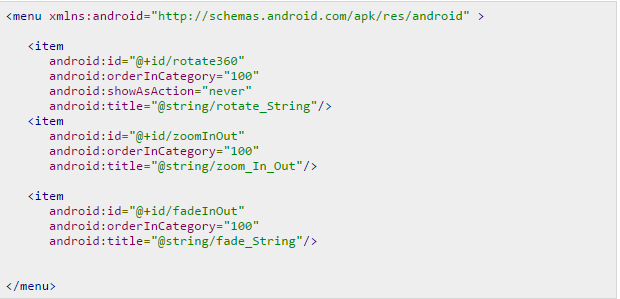 <menu xmlns:android="http://schemas.android.com/apk/res/android" >
<item
android:id="@+id/rotate360"
android:orderInCategory="100"
android:showAsAction="never"
android:title="@string/rotate_String"/>
<item
android:id="@+id/zoomInOut"
android:orderInCategory="100"
android:title="@string/zoom_In_Out"/>
<item
android:id="@+id/fadeInOut"
android:orderInCategory="100"
android:title="@string/fade_String"/>
</menu>